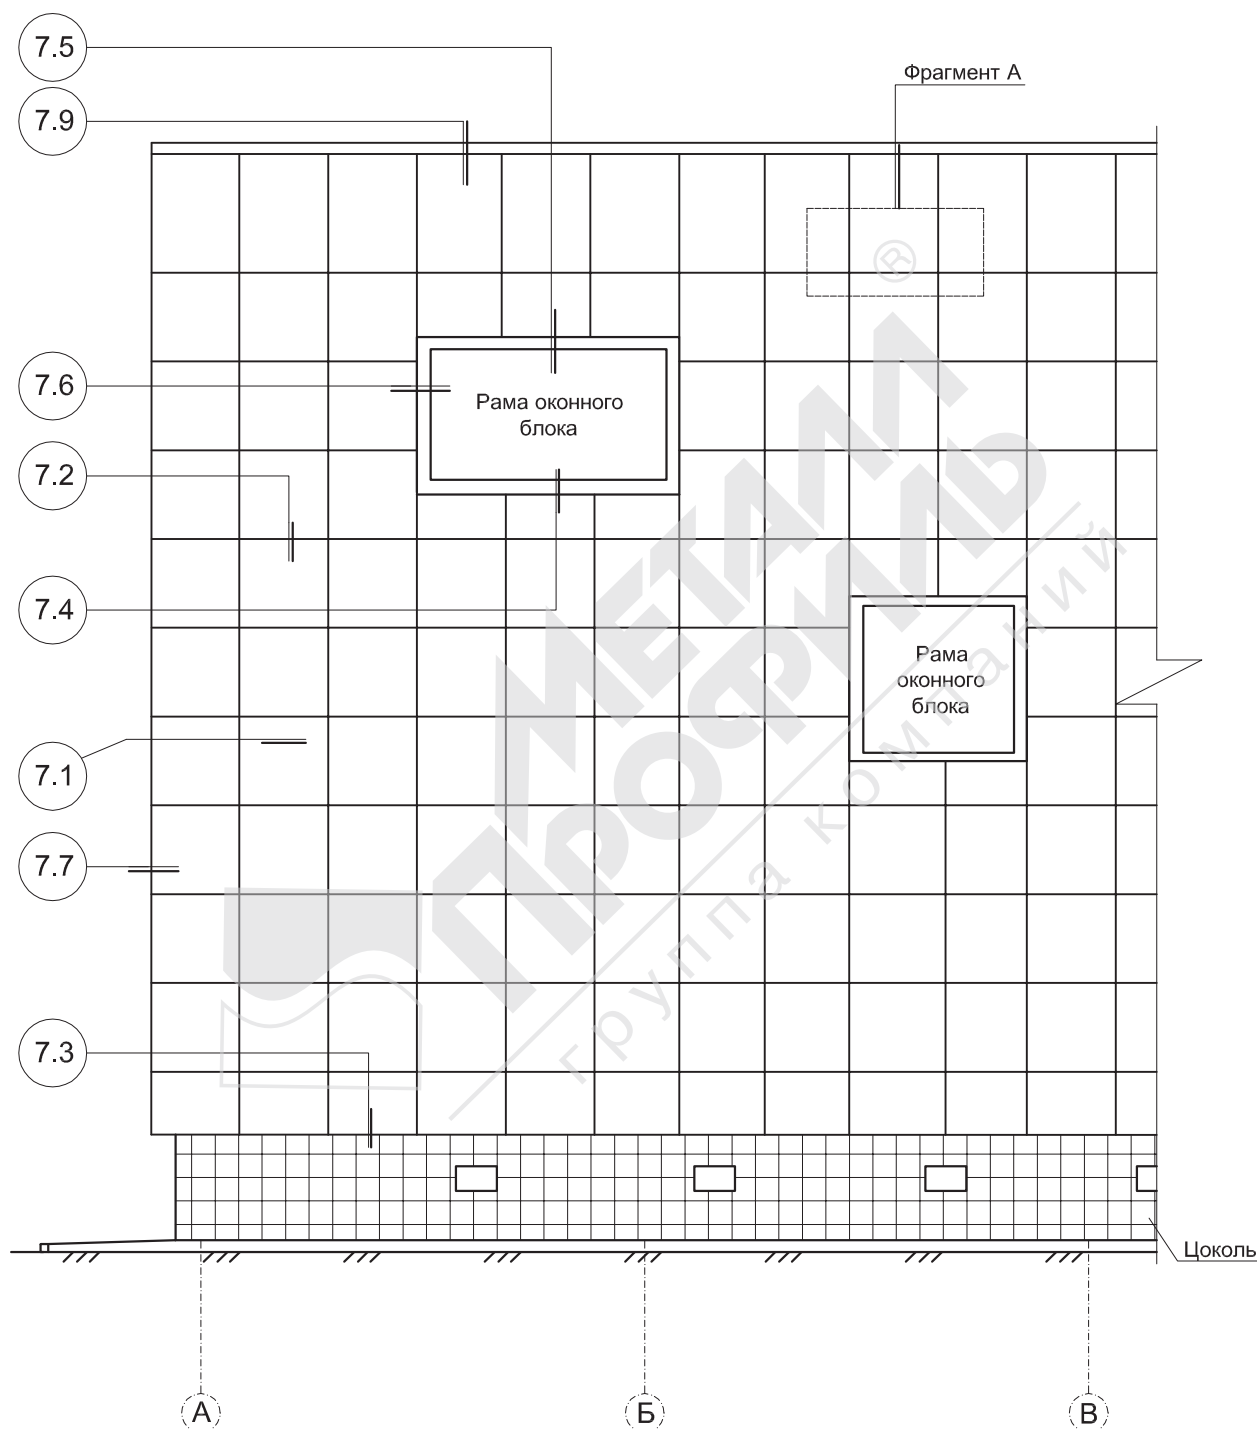 7.5
Фрагмент А
7.9
®
7.6
Рама оконного
блока
7.2
7.4
МЕТАЛЛ
ПРОФИЛЬ
группа компаний
Рама
оконного
блока
7.1
7.7
7.3
Цоколь
А
Б
В